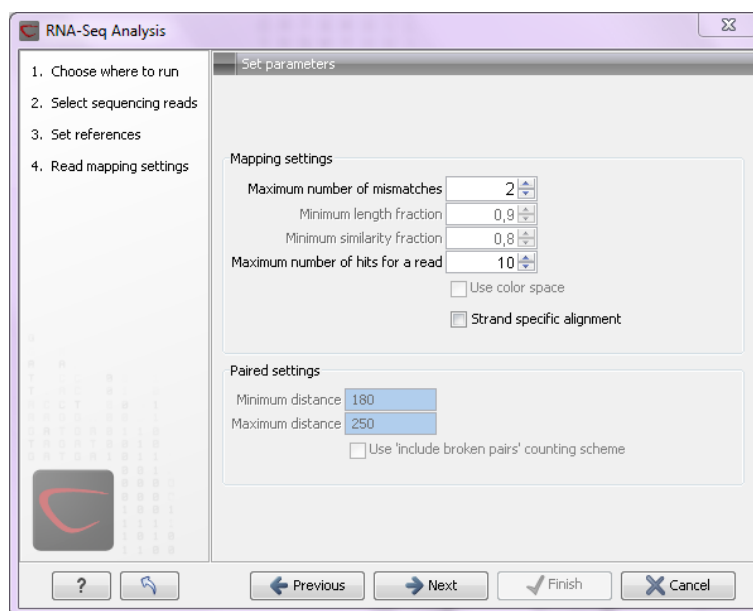 RNA-Seq Analysis
1. Choose where to run
2. Select sequencing reads
3. Set references
4. Read mapping settings
Set parameters
Mapping settings
Maximum number of mismatches 2
Minimum length fraction 0,9
Minimum similarity fraction 0,8
Maximum number of hits for a read 10
Use color space
Strand specific alignment
Paired settings
Minimum distance 180
Maximum distance 250
Use 'include broken pairs' counting scheme
? Previous Next Finish Cancel